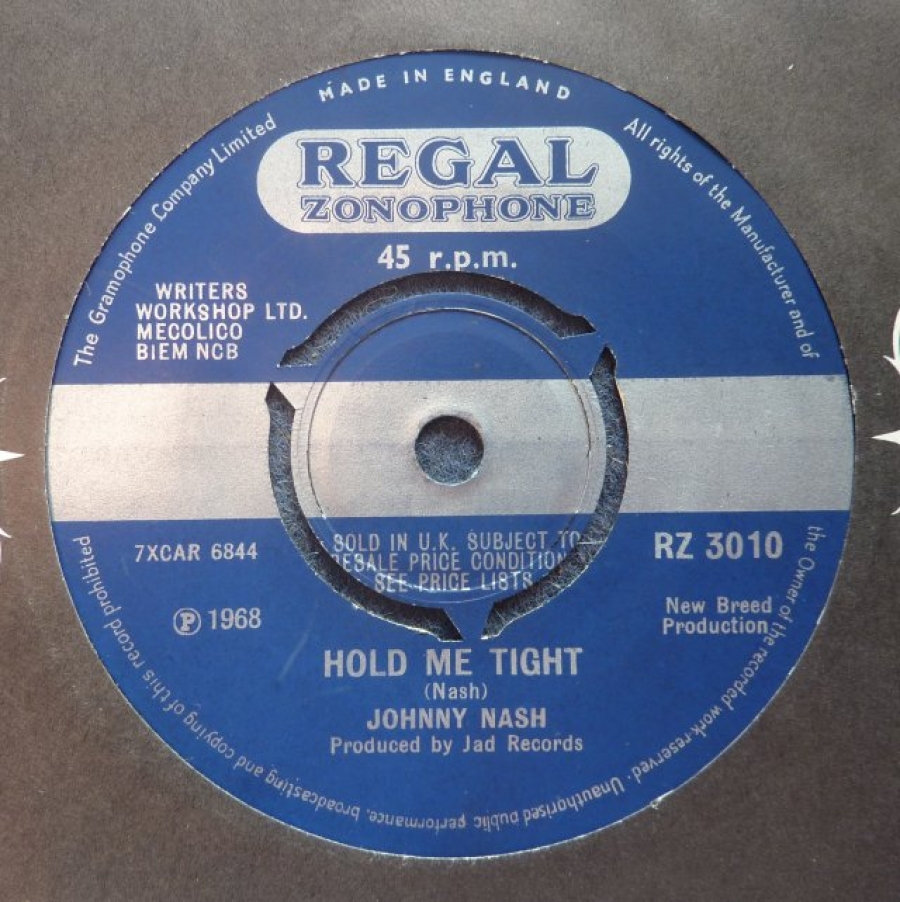 MADE IN ENGLAND
The Gramophone Company Limited
All rights of the Manufacturer and of
the Owner of the recorded work reserved · Unauthorised public performance, broadcasting and copying of this record prohibited
REGAL
ZONOPHONE
45 r.p.m.
WRITERS
WORKSHOP LTD.
MECOLICO
BIEM NCB
SOLD IN U.K. SUBJECT TO
RESALE PRICE CONDITIONS
SEE PRICE LISTS
7XCAR 6844
RZ 3010
℗ 1968
New Breed
Production
HOLD ME TIGHT
(Nash)
JOHNNY NASH
Produced by Jad Records